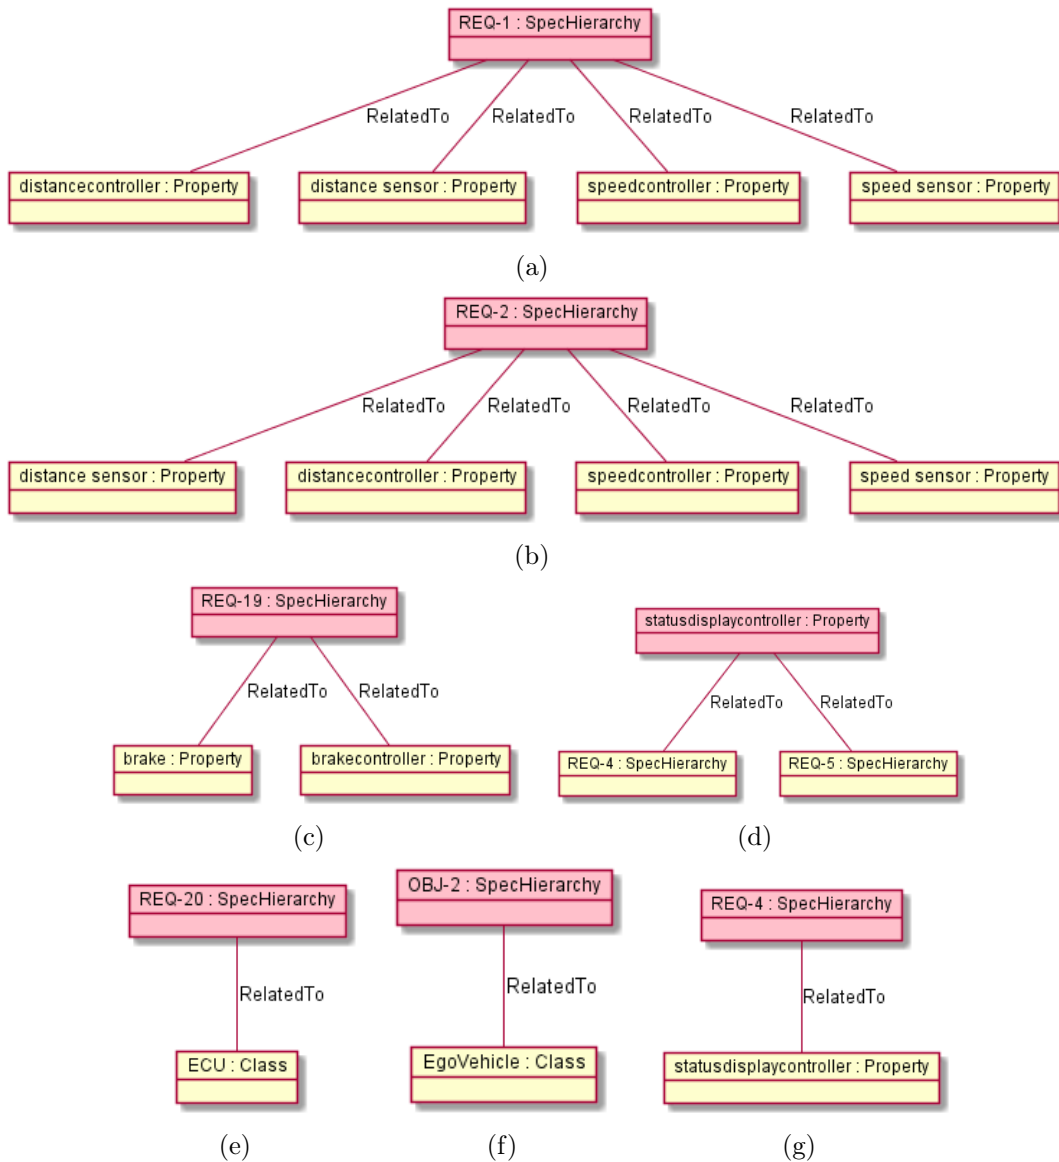 REQ-1 : SpecHierarchy
RelatedTo RelatedTo RelatedTo RelatedTo
distancecontroller : Property distance sensor : Property speedcontroller : Property speed sensor : Property
(a)
REQ-2 : SpecHierarchy
RelatedTo RelatedTo RelatedTo RelatedTo
distance sensor : Property distancecontroller : Property speedcontroller : Property speed sensor : Property
(b)
REQ-19 : SpecHierarchy
RelatedTo RelatedTo
brake : Property brakecontroller : Property
(c)
statusdisplaycontroller : Property
RelatedTo RelatedTo
REQ-4 : SpecHierarchy REQ-5 : SpecHierarchy
(d)
REQ-20 : SpecHierarchy
RelatedTo
ECU : Class
(e)
OBJ-2 : SpecHierarchy
RelatedTo
EgoVehicle : Class
(f)
REQ-4 : SpecHierarchy
RelatedTo
statusdisplaycontroller : Property
(g)